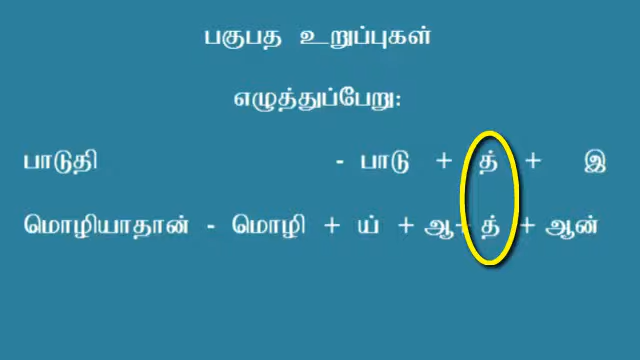 பகுபத உறுப்புகள்
எழுத்துப்பேறு:
பாடுதி - பாடு + த் + இ
மொழியாதான் - மொழி + ய் + ஆ + த் + ஆன்